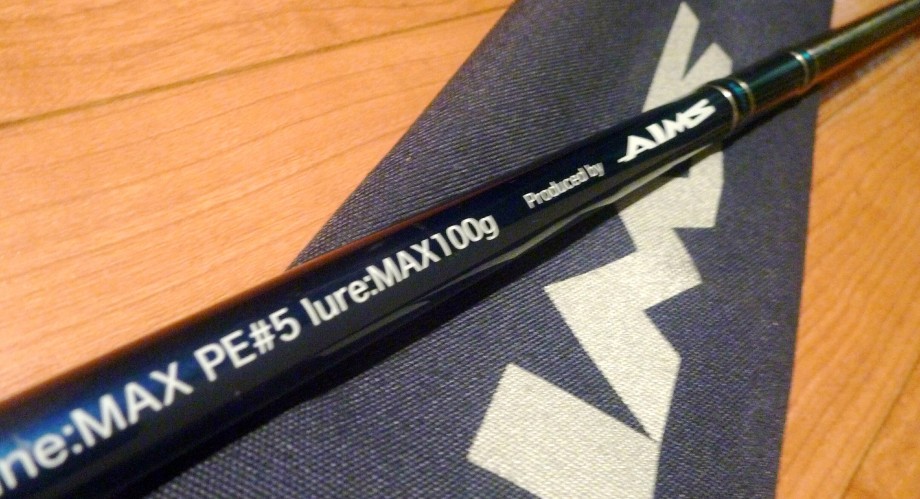 ne:MAX PE#5 lure:MAX100g Produced by AIMS